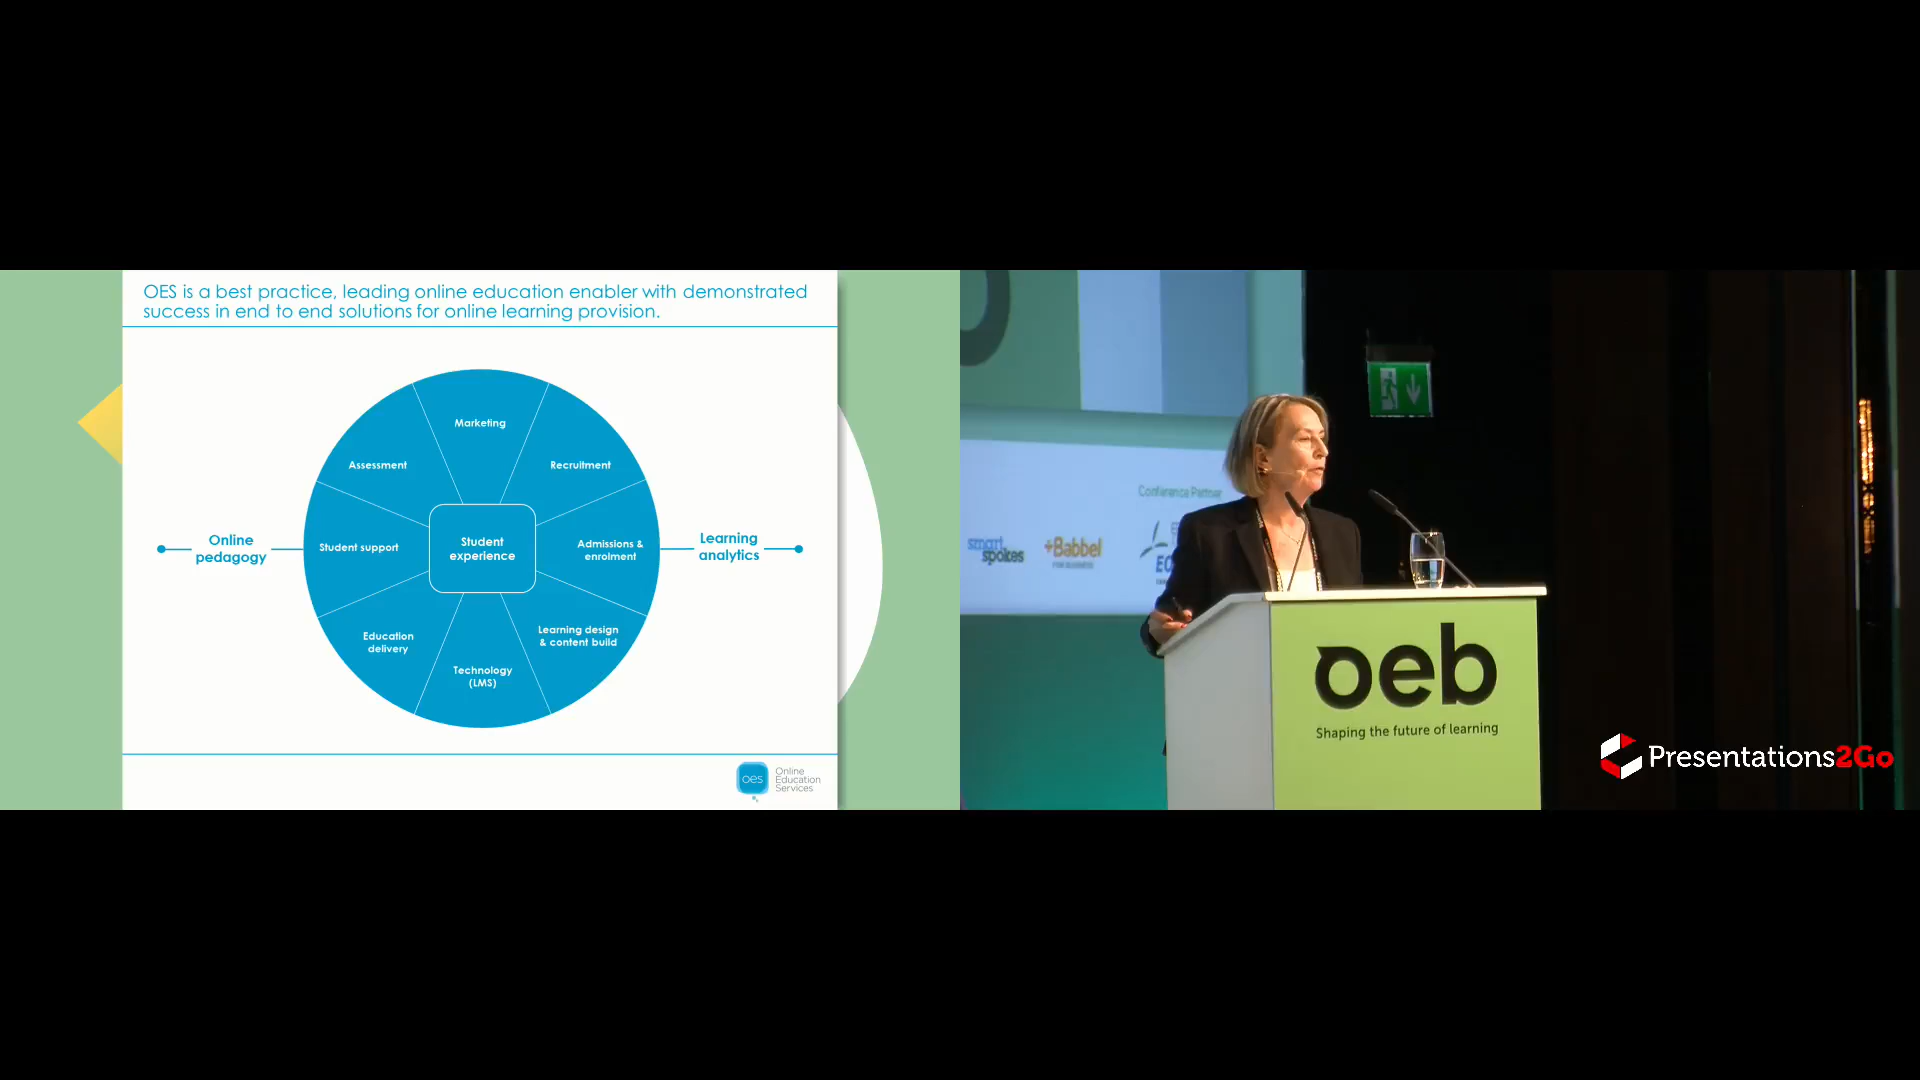 OES is a best practice, leading online education enabler with demonstrated
success in end to end solutions for online learning provision.
Marketing
Assessment
Recruitment
Online
pedagogy
Student support
Student
experience
Admissions &
enrolment
Learning
analytics
Education
delivery
Learning design
& content build
Technology
(LMS)
oes
Online
Education
Services
Conference Partner
smart
spokes
Babbel
FOR BUSINESS
oeb
Shaping the future of learning
Presentations2Go